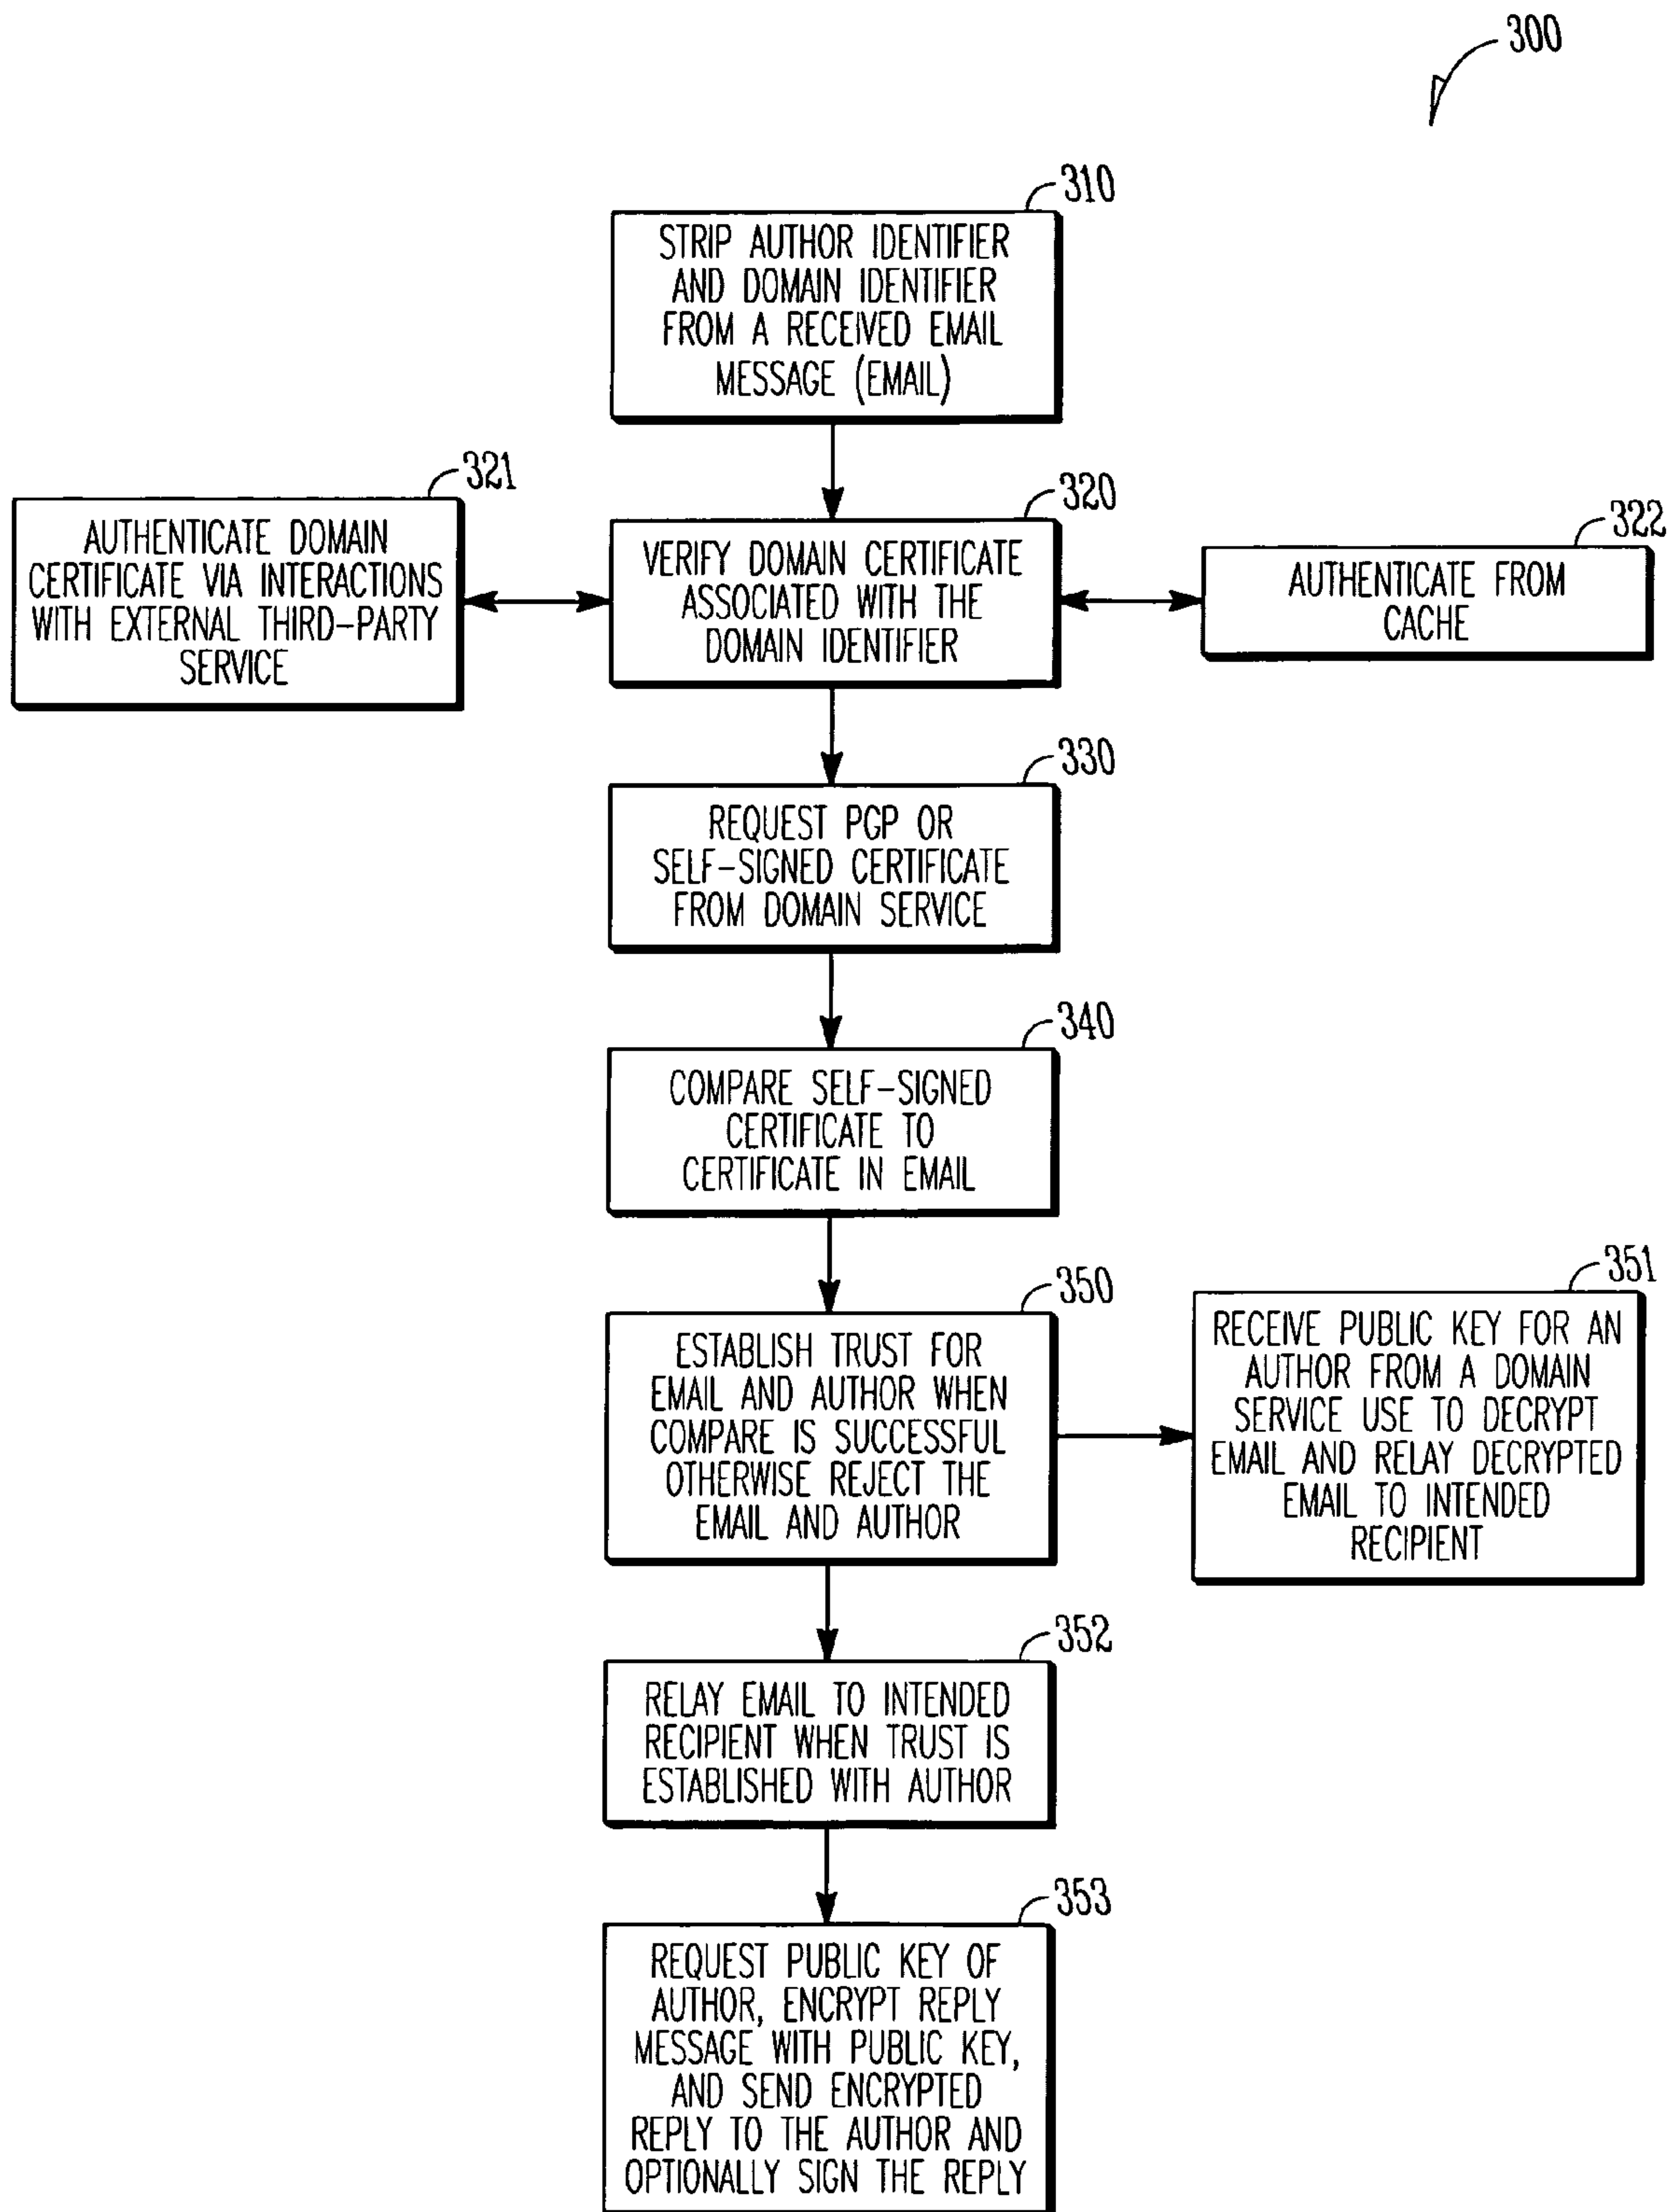 300
310
STRIP AUTHOR IDENTIFIER
AND DOMAIN IDENTIFIER
FROM A RECEIVED EMAIL
MESSAGE (EMAIL)
321
AUTHENTICATE DOMAIN
CERTIFICATE VIA INTERACTIONS
WITH EXTERNAL THIRD-PARTY
SERVICE
320
VERIFY DOMAIN CERTIFICATE
ASSOCIATED WITH THE
DOMAIN IDENTIFIER
322
AUTHENTICATE FROM
CACHE
330
REQUEST PGP OR
SELF-SIGNED CERTIFICATE
FROM DOMAIN SERVICE
340
COMPARE SELF-SIGNED
CERTIFICATE TO
CERTIFICATE IN EMAIL
350
ESTABLISH TRUST FOR
EMAIL AND AUTHOR WHEN
COMPARE IS SUCCESSFUL
OTHERWISE REJECT THE
EMAIL AND AUTHOR
351
RECEIVE PUBLIC KEY FOR AN
AUTHOR FROM A DOMAIN
SERVICE USE TO DECRYPT
EMAIL AND RELAY DECRYPTED
EMAIL TO INTENDED
RECIPIENT
352
RELAY EMAIL TO INTENDED
RECIPIENT WHEN TRUST IS
ESTABLISHED WITH AUTHOR
353
REQUEST PUBLIC KEY OF
AUTHOR, ENCRYPT REPLY
MESSAGE WITH PUBLIC KEY,
AND SEND ENCRYPTED
REPLY TO THE AUTHOR AND
OPTIONALLY SIGN THE REPLY